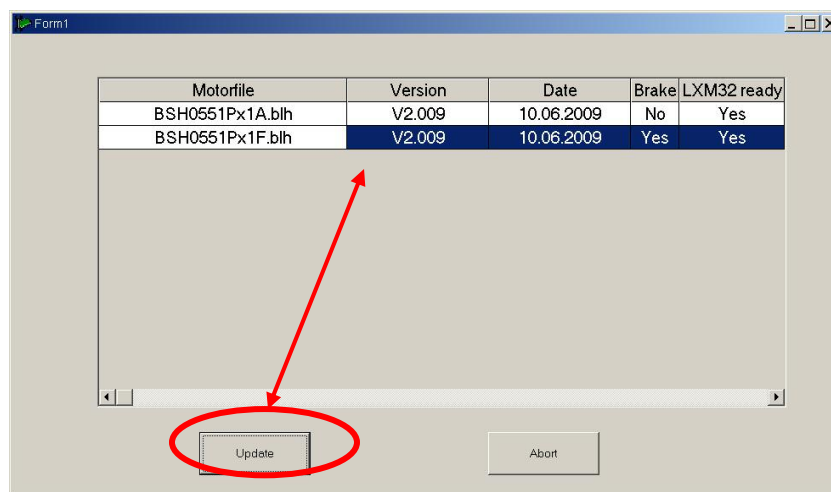 Form1
Motorfile Version Date Brake LXM32 ready
BSH0551Px1A.blh V2.009 10.06.2009 No Yes
BSH0551Px1F.blh V2.009 10.06.2009 Yes Yes
Update Abort